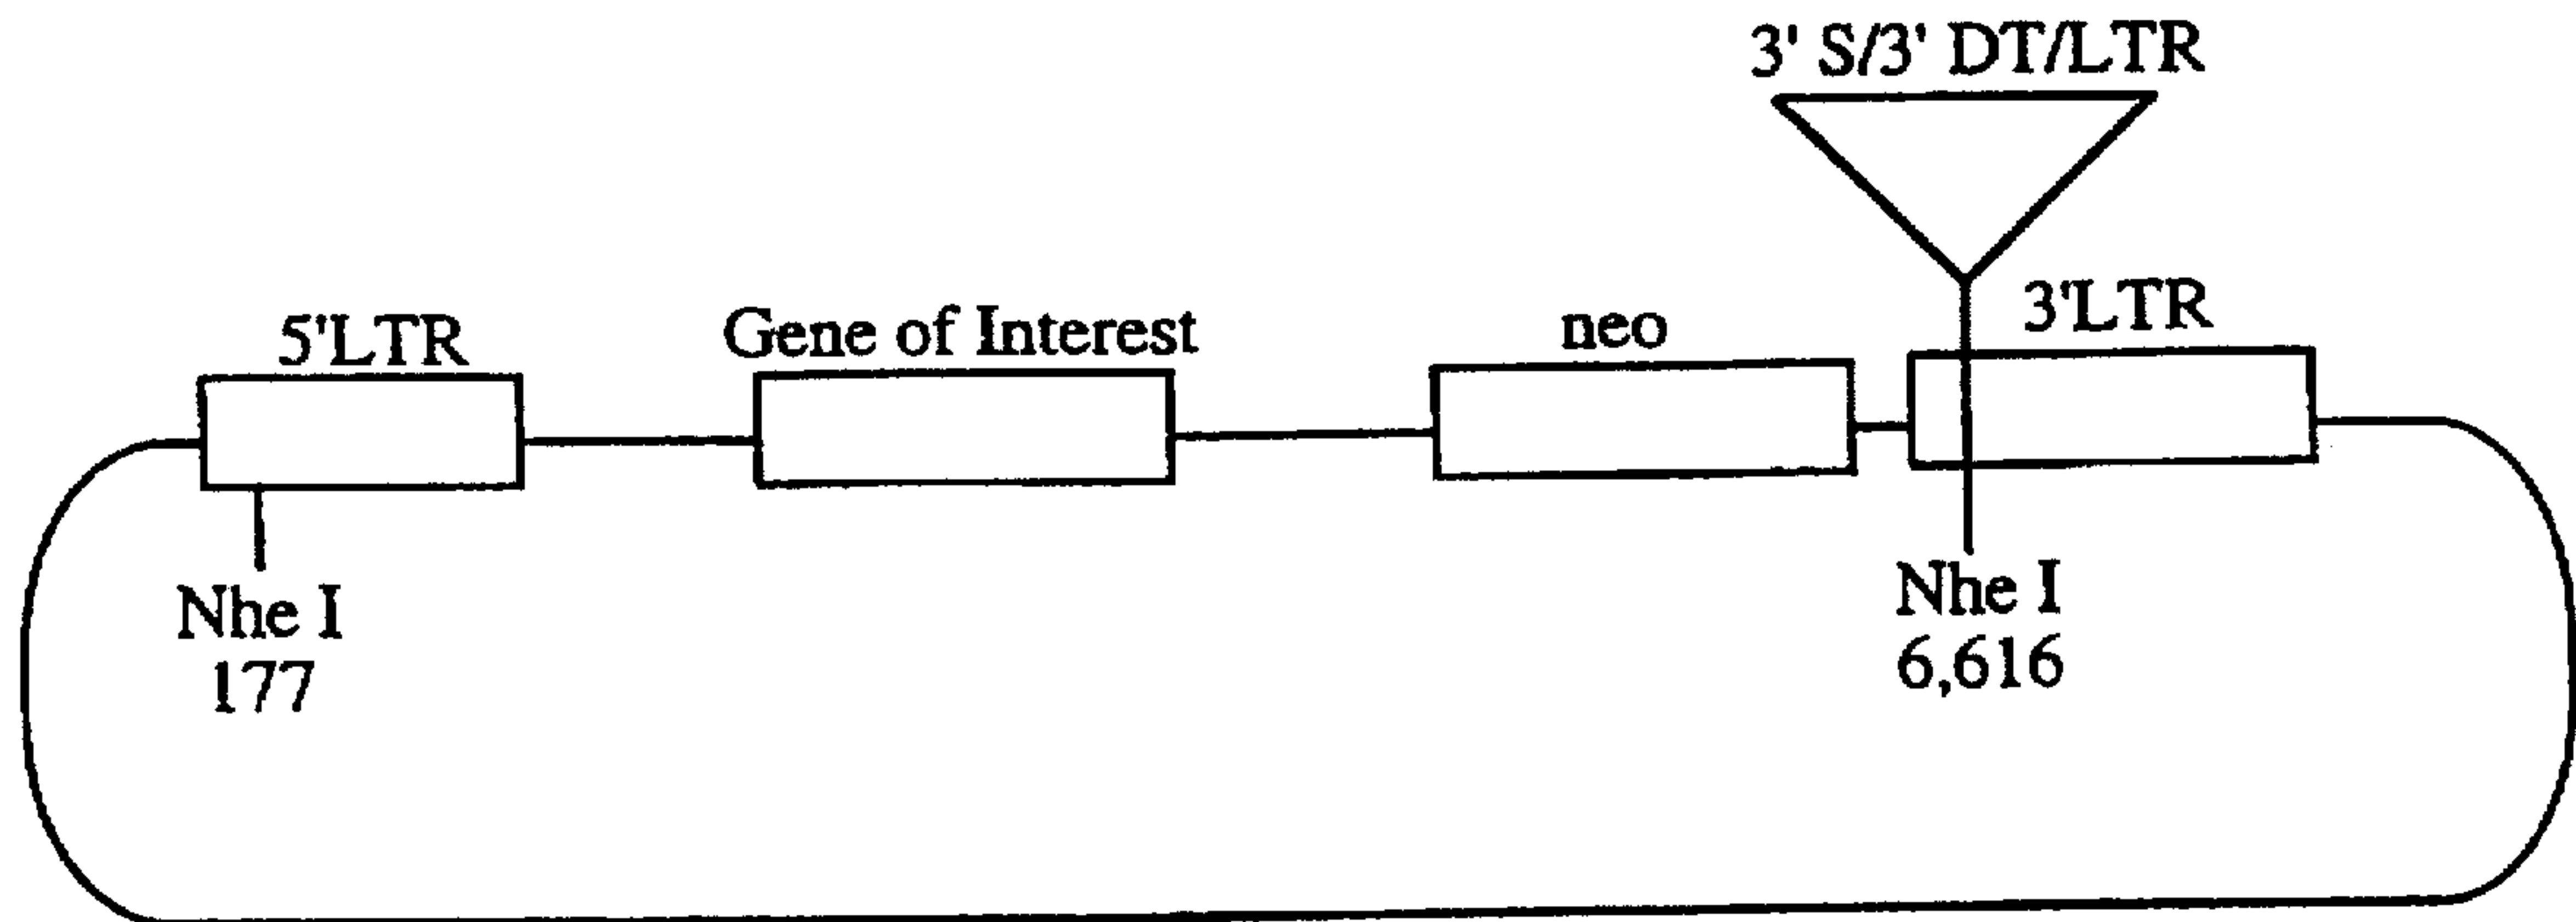 3' S/3' DT/LTR
5'LTR
Gene of Interest
neo
3'LTR
Nhe I
177
Nhe I
6,616